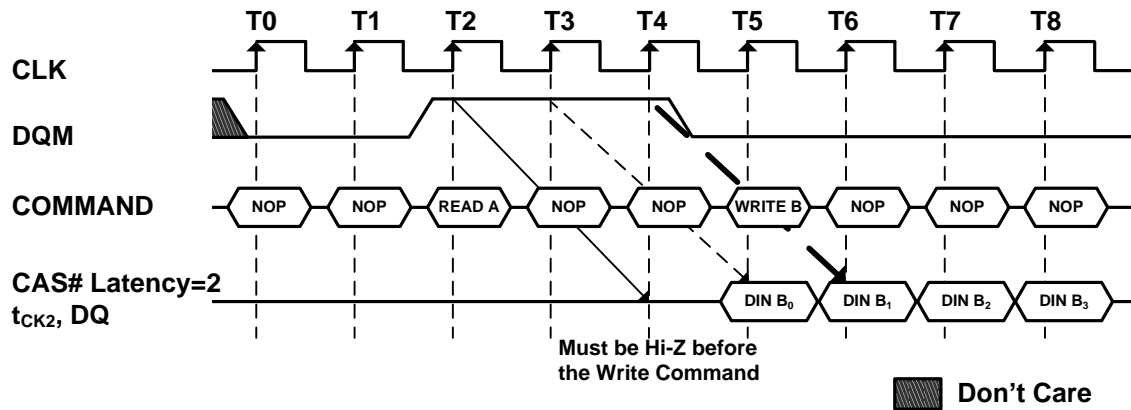 T0 T1 T2 T3 T4 T5 T6 T7 T8
CLK
DQM
COMMAND NOP NOP READ A NOP NOP WRITE B NOP NOP NOP
CAS# Latency=2
tCK2, DQ DIN B0 DIN B1 DIN B2 DIN B3
Must be Hi-Z before
the Write Command
Don't Care